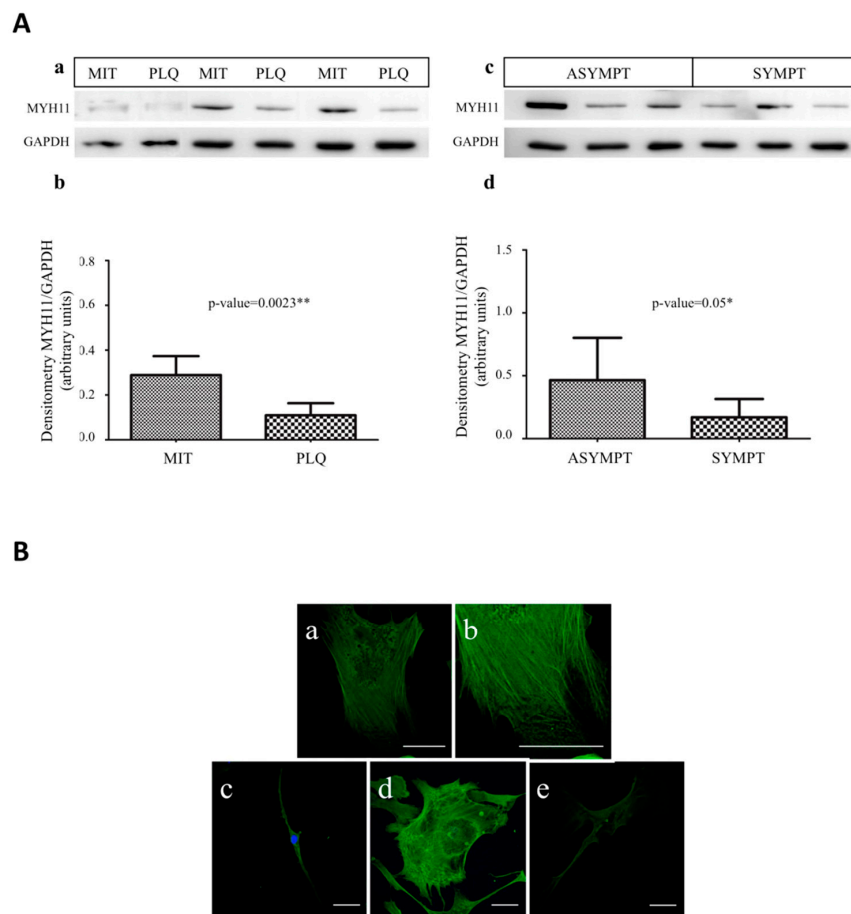 A
a
MIT PLQ MIT PLQ MIT PLQ
MYH11
GAPDH
c
ASYMPT SYMPT
MYH11
GAPDH
b
Densitometry MYH11/GAPDH
(arbitrary units)
0.8
0.6
0.4
0.2
0.0
p-value=0.0023**
MIT PLQ
d
Densitometry MYH11/GAPDH
(arbitrary units)
1.5
1.0
0.5
0.0
p-value=0.05*
ASYMPT SYMPT
B
a b
c d e